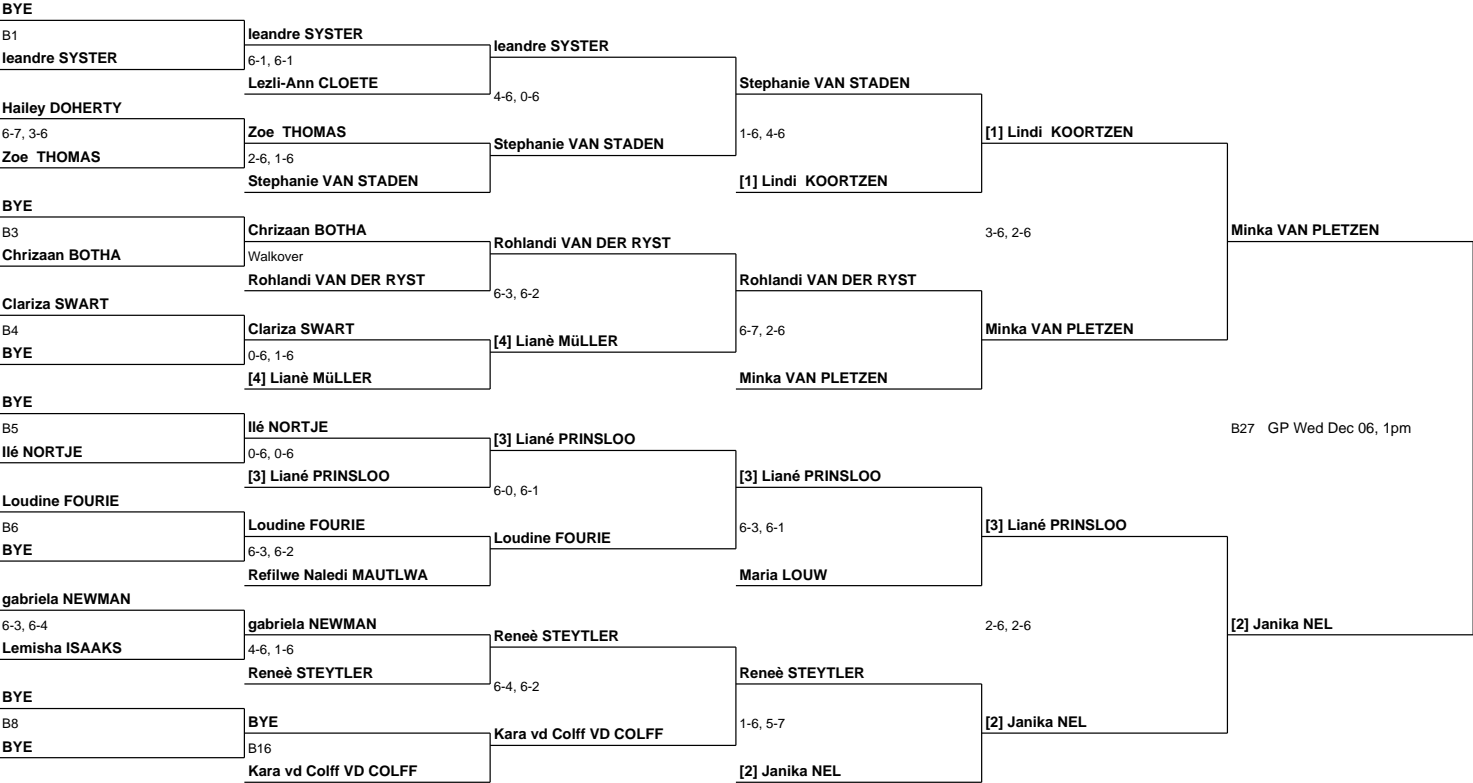 BYE
B1
leandre SYSTER
Hailey DOHERTY
6-7, 3-6
Zoe THOMAS
BYE
B3
Chrizaan BOTHA
Clariza SWART
B4
BYE
BYE
B5
Ilé NORTJE
Loudine FOURIE
B6
BYE
gabriela NEWMAN
6-3, 6-4
Lemisha ISAAKS
BYE
B8
BYE
leandre SYSTER
6-1, 6-1
Lezli-Ann CLOETE
Zoe THOMAS
2-6, 1-6
Stephanie VAN STADEN
Chrizaan BOTHA
Walkover
Rohlandi VAN DER RYST
Clariza SWART
0-6, 1-6
[4] Lianè MüLLER
Ilé NORTJE
0-6, 0-6
[3] Liané PRINSLOO
Loudine FOURIE
6-3, 6-2
Refilwe Naledi MAUTLWA
gabriela NEWMAN
4-6, 1-6
Reneè STEYTLER
BYE
B16
Kara vd Colff VD COLFF
leandre SYSTER
4-6, 0-6
Stephanie VAN STADEN
Rohlandi VAN DER RYST
6-3, 6-2
[4] Lianè MüLLER
[3] Liané PRINSLOO
6-0, 6-1
Loudine FOURIE
Reneè STEYTLER
6-4, 6-2
Kara vd Colff VD COLFF
Stephanie VAN STADEN
1-6, 4-6
[1] Lindi KOORTZEN
Rohlandi VAN DER RYST
6-7, 2-6
Minka VAN PLETZEN
[3] Liané PRINSLOO
6-3, 6-1
Maria LOUW
Reneè STEYTLER
1-6, 5-7
[2] Janika NEL
[1] Lindi KOORTZEN
3-6, 2-6
Minka VAN PLETZEN
[3] Liané PRINSLOO
2-6, 2-6
[2] Janika NEL
Minka VAN PLETZEN
B27 GP Wed Dec 06, 1pm
[2] Janika NEL